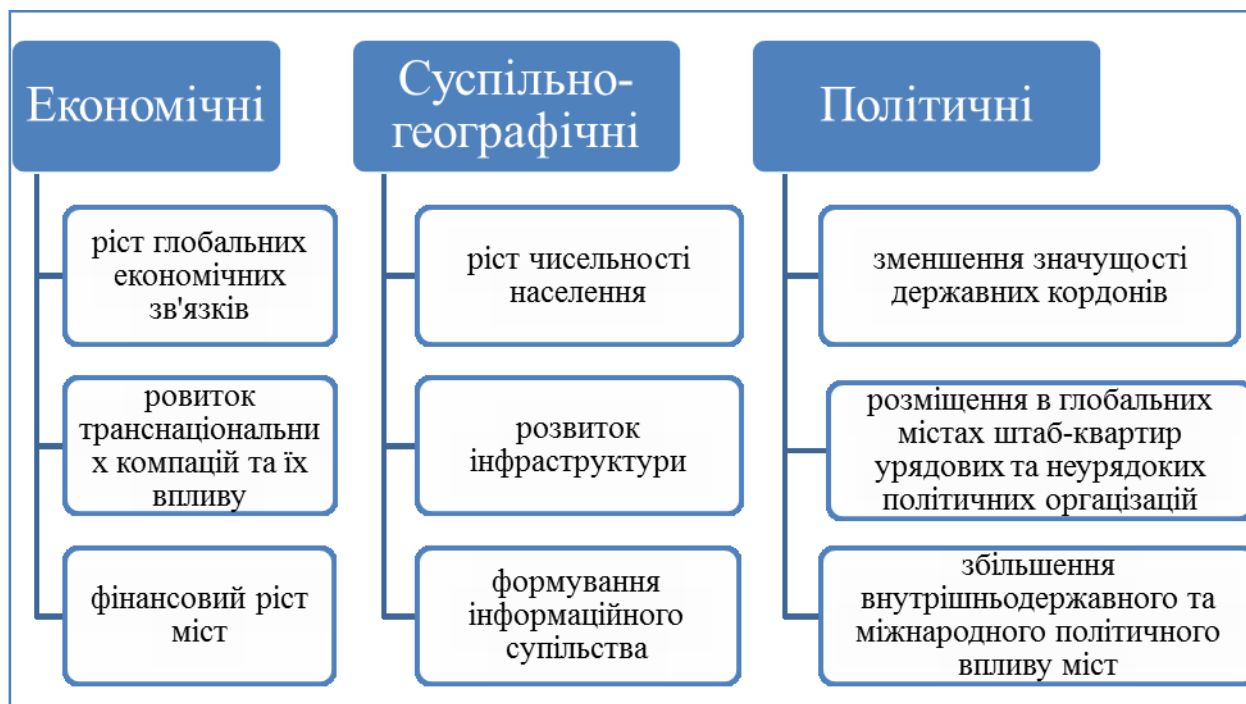 Економічні
ріст глобальних
економічних
зв'язків
ровиток
транснаціональни
х компацій та їх
впливу
фінансовий ріст
міст
Суспільно-
географічні
ріст чисельності
населення
розвиток
інфраструктури
формування
інформаційного
супільства
Політичні
зменшення значущості
державних кордонів
розміщення в глобальних
містах штаб-квартир
урядових та неурядоких
політичних оргацізацій
збільшення
внутрішньодержавного та
міжнародного політичного
впливу міст